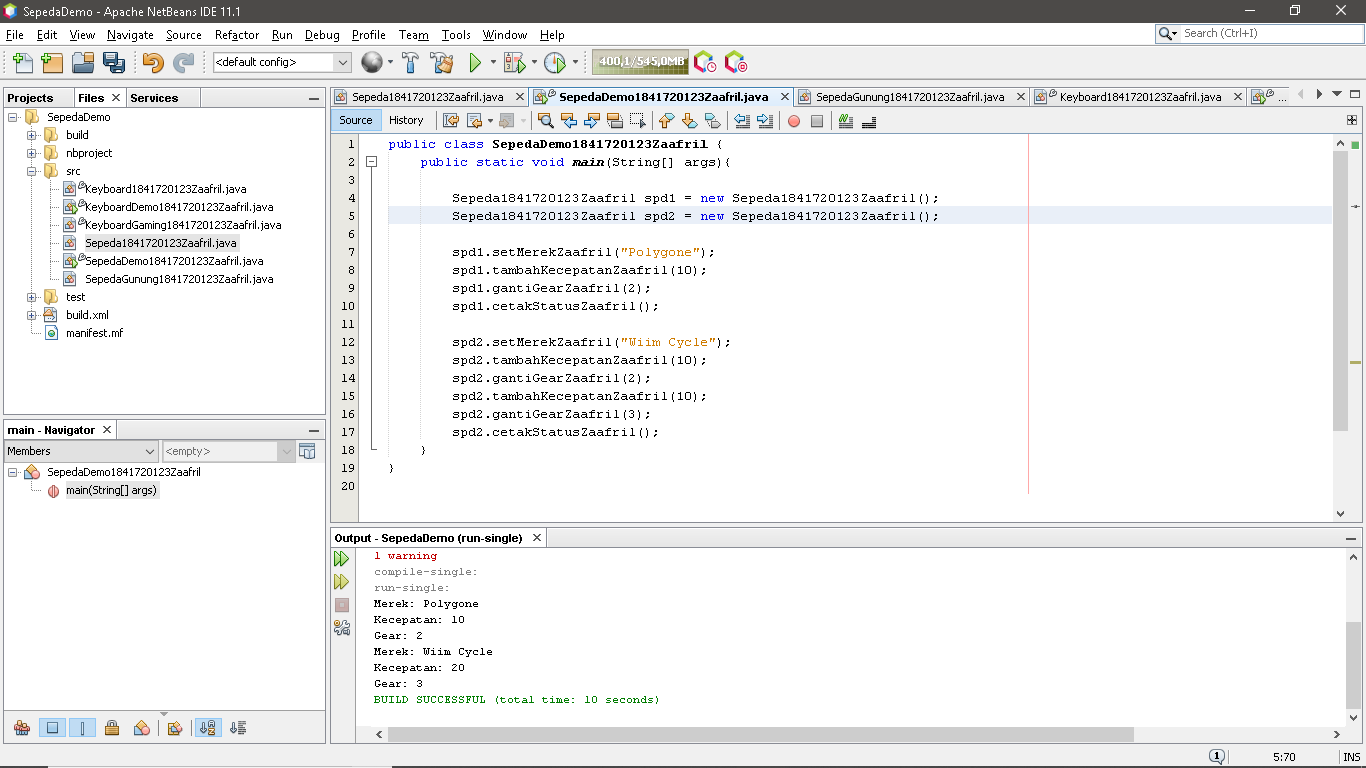 SepedaDemo - Apache NetBeans IDE 11.1
File Edit View Navigate Source Refactor Run Debug Profile Team Tools Window Help
Search (Ctrl+I)
<default config>
400,1/545,0MB
Projects Files Services
SepedaDemo
build
nbproject
src
Keyboard1841720123Zaafril.java
KeyboardDemo1841720123Zaafril.java
KeyboardGaming1841720123Zaafril.java
Sepeda1841720123Zaafril.java
SepedaDemo1841720123Zaafril.java
SepedaGunung1841720123Zaafril.java
test
build.xml
manifest.mf
main - Navigator
Members <empty>
SepedaDemo1841720123Zaafril
main(String[] args)
Sepeda1841720123Zaafril.java SepedaDemo1841720123Zaafril.java SepedaGunung1841720123Zaafril.java Keyboard1841720123Zaafril.java ...
Source History
1 public class SepedaDemo1841720123Zaafril {
2 public static void main(String[] args){
3
4 Sepeda1841720123Zaafril spd1 = new Sepeda1841720123Zaafril();
5 Sepeda1841720123Zaafril spd2 = new Sepeda1841720123Zaafril();
6
7 spd1.setMerekZaafril("Polygone");
8 spd1.tambahKecepatanZaafril(10);
9 spd1.gantiGearZaafril(2);
10 spd1.cetakStatusZaafril();
11
12 spd2.setMerekZaafril("Wiim Cycle");
13 spd2.tambahKecepatanZaafril(10);
14 spd2.gantiGearZaafril(2);
15 spd2.tambahKecepatanZaafril(10);
16 spd2.gantiGearZaafril(3);
17 spd2.cetakStatusZaafril();
18 }
19 }
20
Output - SepedaDemo (run-single)
1 warning
compile-single:
run-single:
Merek: Polygone
Kecepatan: 10
Gear: 2
Merek: Wiim Cycle
Kecepatan: 20
Gear: 3
BUILD SUCCESSFUL (total time: 10 seconds)
1 5:70 INS